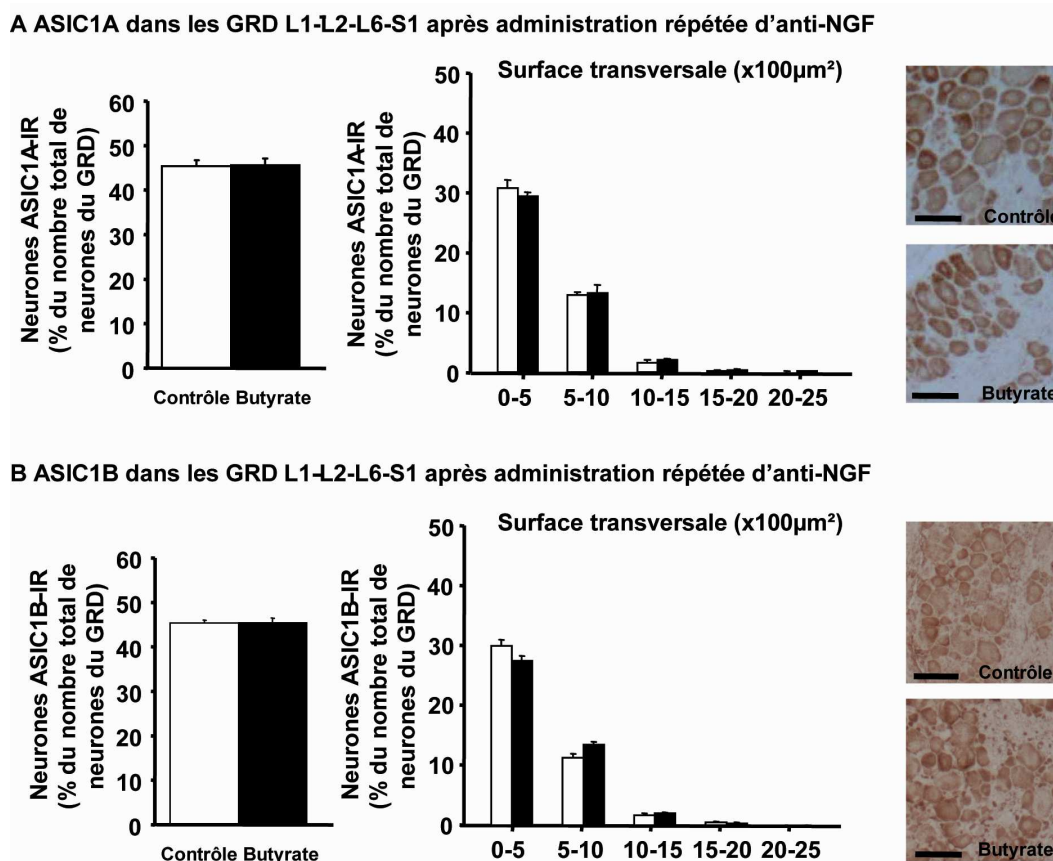 A ASIC1A dans les GRD L1-L2-L6-S1 après administration répétée d’anti-NGF
Neurones ASIC1A-IR
(% du nombre total de
neurones du GRD)
60
50
40
30
20
10
0
Contrôle Butyrate
Surface transversale (x100µm²)
Neurones ASIC1A-IR
(% du nombre total de
neurones du GRD)
50
40
30
20
10
0
0-5 5-10 10-15 15-20 20-25
Contrôle
Butyrate
B ASIC1B dans les GRD L1-L2-L6-S1 après administration répétée d’anti-NGF
Neurones ASIC1B-IR
(% du nombre total de
neurones du GRD)
60
50
40
30
20
10
0
Contrôle Butyrate
Surface transversale (x100µm²)
Neurones ASIC1B-IR
(% du nombre total de
neurones du GRD)
50
40
30
20
10
0
0-5 5-10 10-15 15-20 20-25
Contrôle
Butyrate